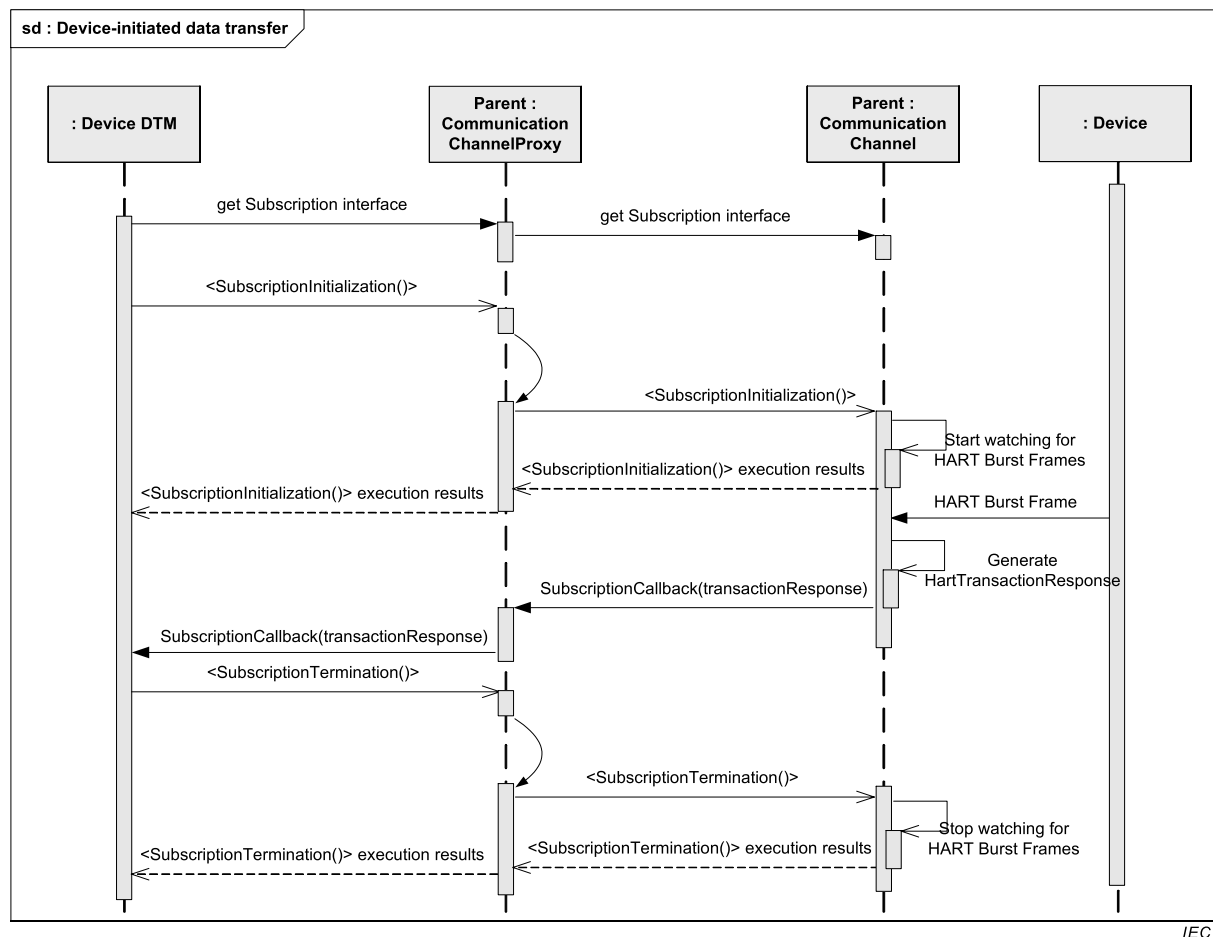 sd : Device-initiated data transfer
: Device DTM
Parent :
Communication
ChannelProxy
Parent :
Communication
Channel
: Device
get Subscription interface
get Subscription interface
<SubscriptionInitialization()>
<SubscriptionInitialization()>
Start watching for
HART Burst Frames
<SubscriptionInitialization()> execution results
<SubscriptionInitialization()> execution results
HART Burst Frame
Generate
HartTransactionResponse
SubscriptionCallback(transactionResponse)
SubscriptionCallback(transactionResponse)
<SubscriptionTermination()>
<SubscriptionTermination()>
Stop watching for
HART Burst Frames
<SubscriptionTermination()> execution results
<SubscriptionTermination()> execution results
IEC